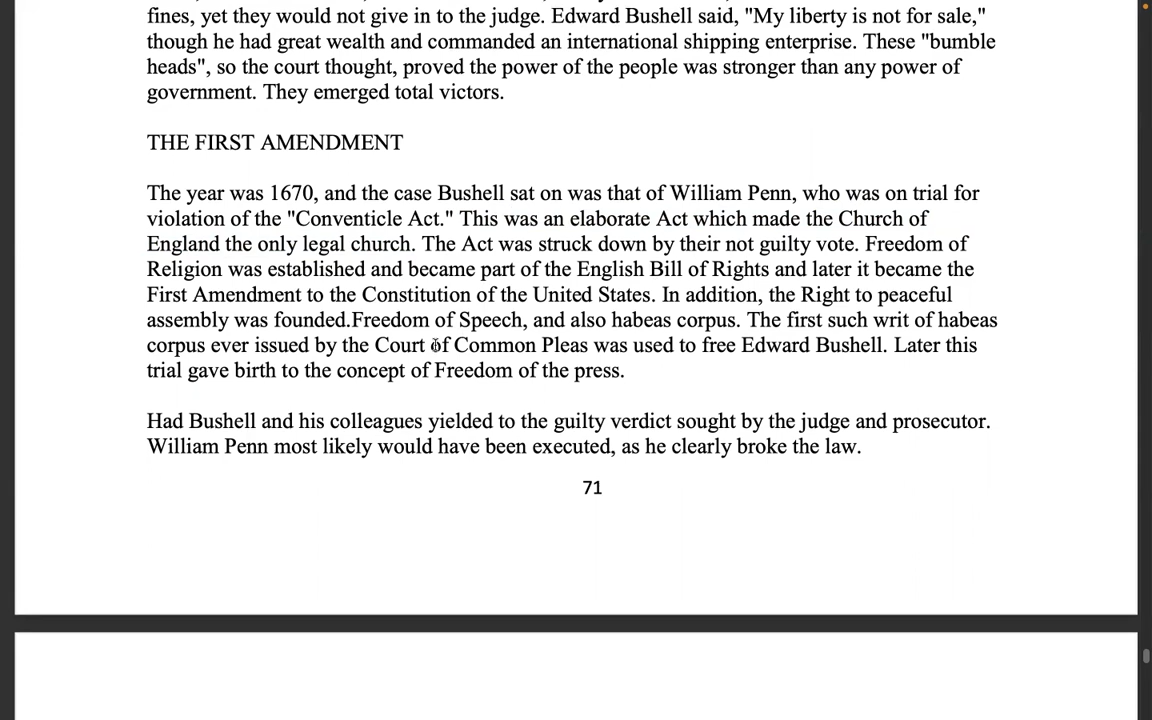 fines, yet they would not give in to the judge. Edward Bushell said, "My liberty is not for sale,"
though he had great wealth and commanded an international shipping enterprise. These "bumble
heads", so the court thought, proved the power of the people was stronger than any power of
government. They emerged total victors.
THE FIRST AMENDMENT
The year was 1670, and the case Bushell sat on was that of William Penn, who was on trial for
violation of the "Conventicle Act." This was an elaborate Act which made the Church of
England the only legal church. The Act was struck down by their not guilty vote. Freedom of
Religion was established and became part of the English Bill of Rights and later it became the
First Amendment to the Constitution of the United States. In addition, the Right to peaceful
assembly was founded.Freedom of Speech, and also habeas corpus. The first such writ of habeas
corpus ever issued by the Court of Common Pleas was used to free Edward Bushell. Later this
trial gave birth to the concept of Freedom of the press.
Had Bushell and his colleagues yielded to the guilty verdict sought by the judge and prosecutor.
William Penn most likely would have been executed, as he clearly broke the law.
71